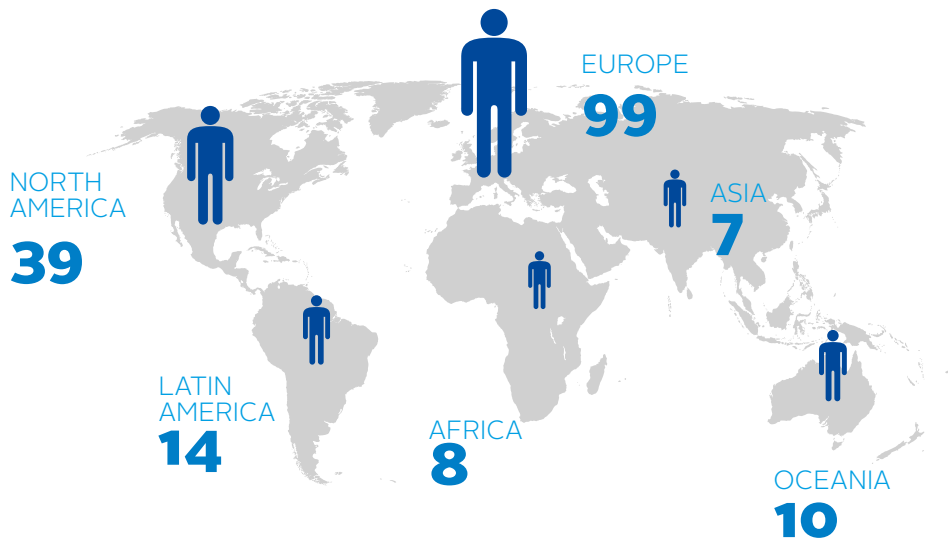 EUROPE
99
NORTH
AMERICA
39
ASIA
7
LATIN
AMERICA
14
AFRICA
8
OCEANIA
10